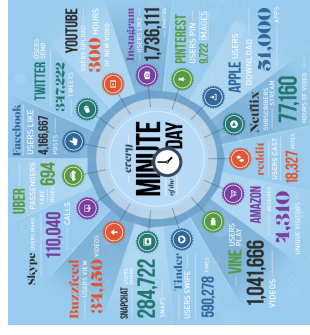 every
MINUTE
of the DAY
YOUTUBE
USERS
300 HOURS
OF NEW VIDEO
Instagram
USERS LIKE
1,736,111
PHOTOS
PINTEREST
USERS PIN
9,722 IMAGES
APPLE USERS
DOWNLOAD
51,000
APPS
Netflix
SUBSCRIBERS
STREAM
77,160
HOURS OF VIDEO
reddit
USERS CAST
18,327 VOTES
AMAZON
RECEIVES
4,310
UNIQUE VISITORS
VINE USERS
PLAY
1,041,666
VIDEOS
Tinder
USERS SWIPE
590,278 TIMES
SNAPCHAT
USERS
SHARE
284,722
SNAPS
Buzzfeed
USERS VIEW
34,150 VIDEOS
Skype USERS MAKE
110,040
CALLS
UBER
PASSENGERS
TAKE 694
RIDES
Facebook
USERS LIKE
4,166,667
POSTS
TWITTER USERS
SEND
347,222
TWEETS